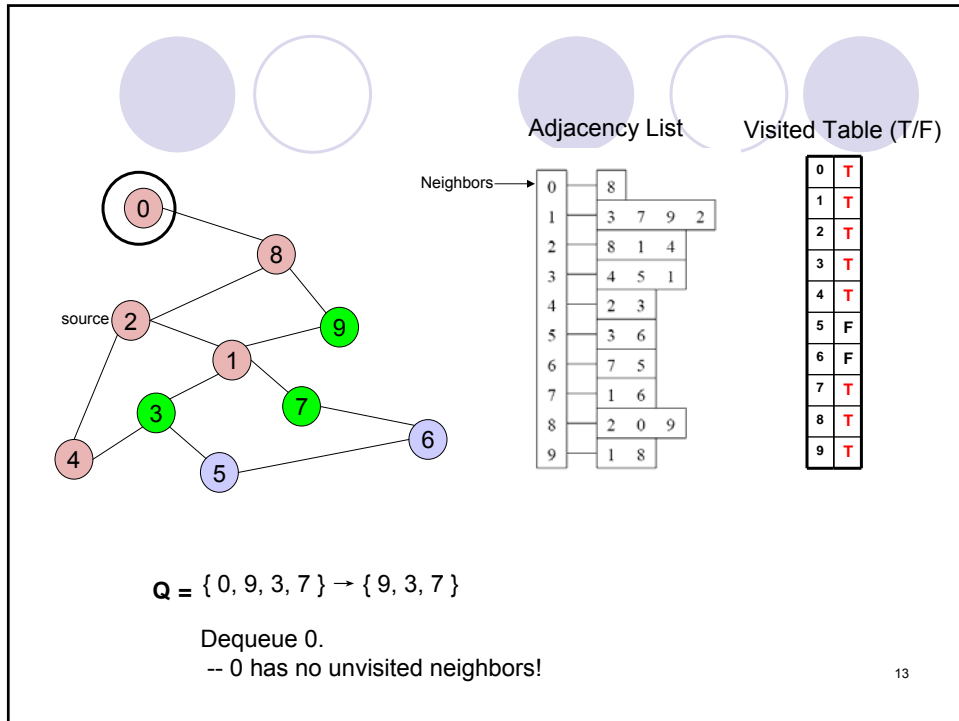 Adjacency List
Visited Table (T/F)
Neighbors
0 8
1 3 7 9 2
2 8 1 4
3 4 5 1
4 2 3
5 3 6
6 7 5
7 1 6
8 2 0 9
9 1 8
0 T
1 T
2 T
3 T
4 T
5 F
6 F
7 T
8 T
9 T
0
8
source 2
9
1
3
7
6
4
5
Q = { 0, 9, 3, 7 } → { 9, 3, 7 }
Dequeue 0.
-- 0 has no unvisited neighbors!
13